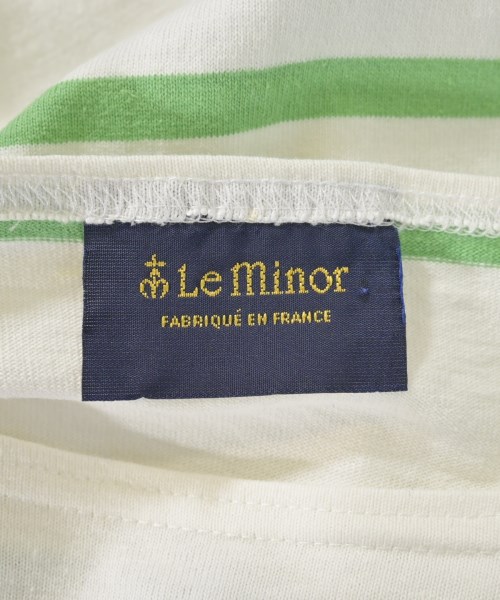 Le Minor
FABRIQUÉ EN FRANCE